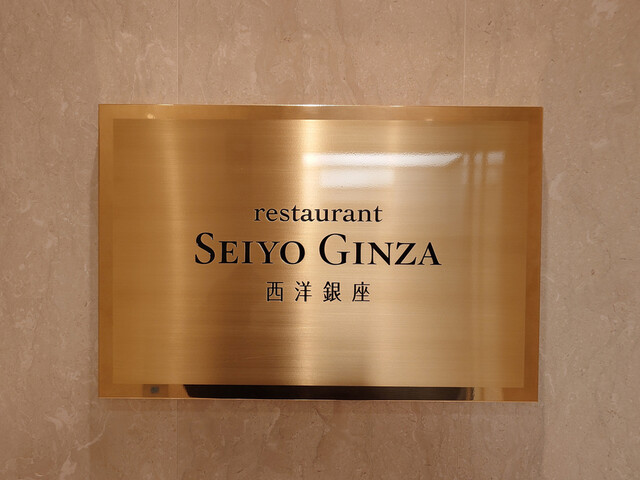 restaurant
SEIYO GINZA
西洋銀座